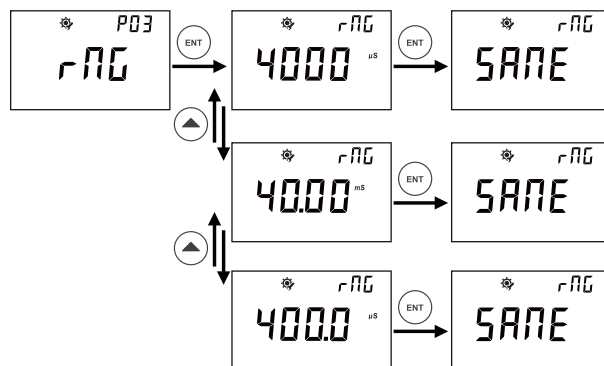 P03
rNG
ENT
rNG
4000 µS
ENT
rNG
SANE
rNG
40.00 mS
ENT
rNG
SANE
rNG
400.0 µS
ENT
rNG
SANE